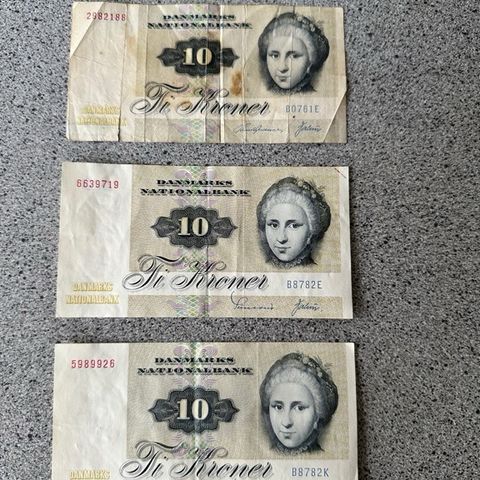 2982188
DANMARKS
NATIONALBANK
10
Ti Kroner
DANMARKS
NATIONALBANK
B0761E
6639719
DANMARKS
NATIONALBANK
10
Ti Kroner
DANMARKS
NATIONALBANK
B8782E
5989926
DANMARKS
NATIONALBANK
10
Ti Kroner
DANMARKS
B8782K